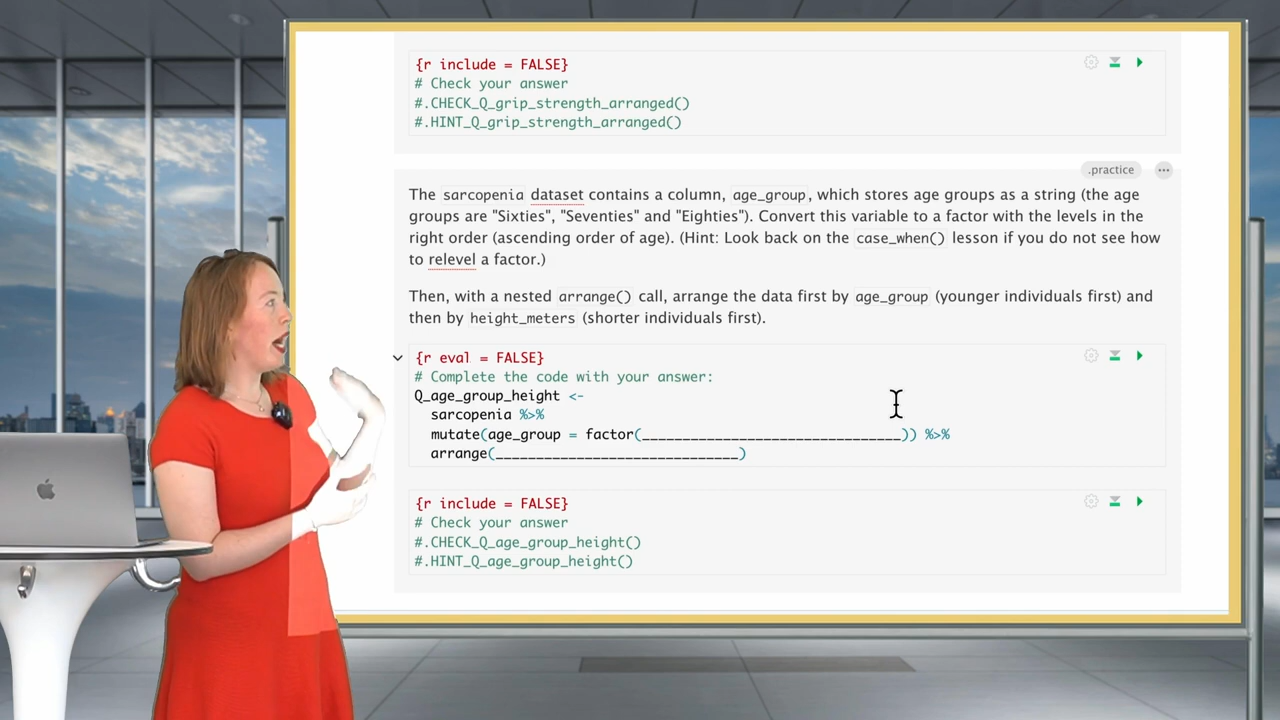 {r include = FALSE}
# Check your answer
#.CHECK_Q_grip_strength_arranged()
#.HINT_Q_grip_strength_arranged()
.practice
The sarcopenia dataset contains a column, age_group, which stores age groups as a string (the age
groups are "Sixties", "Seventies" and "Eighties"). Convert this variable to a factor with the levels in the
right order (ascending order of age). (Hint: Look back on the case_when() lesson if you do not see how
to relevel a factor.)
Then, with a nested arrange() call, arrange the data first by age_group (younger individuals first) and
then by height_meters (shorter individuals first).
{r eval = FALSE}
# Complete the code with your answer:
Q_age_group_height <-
sarcopenia %>%
mutate(age_group = factor(________________________________)) %>%
arrange(______________________________)
{r include = FALSE}
# Check your answer
#.CHECK_Q_age_group_height()
#.HINT_Q_age_group_height()